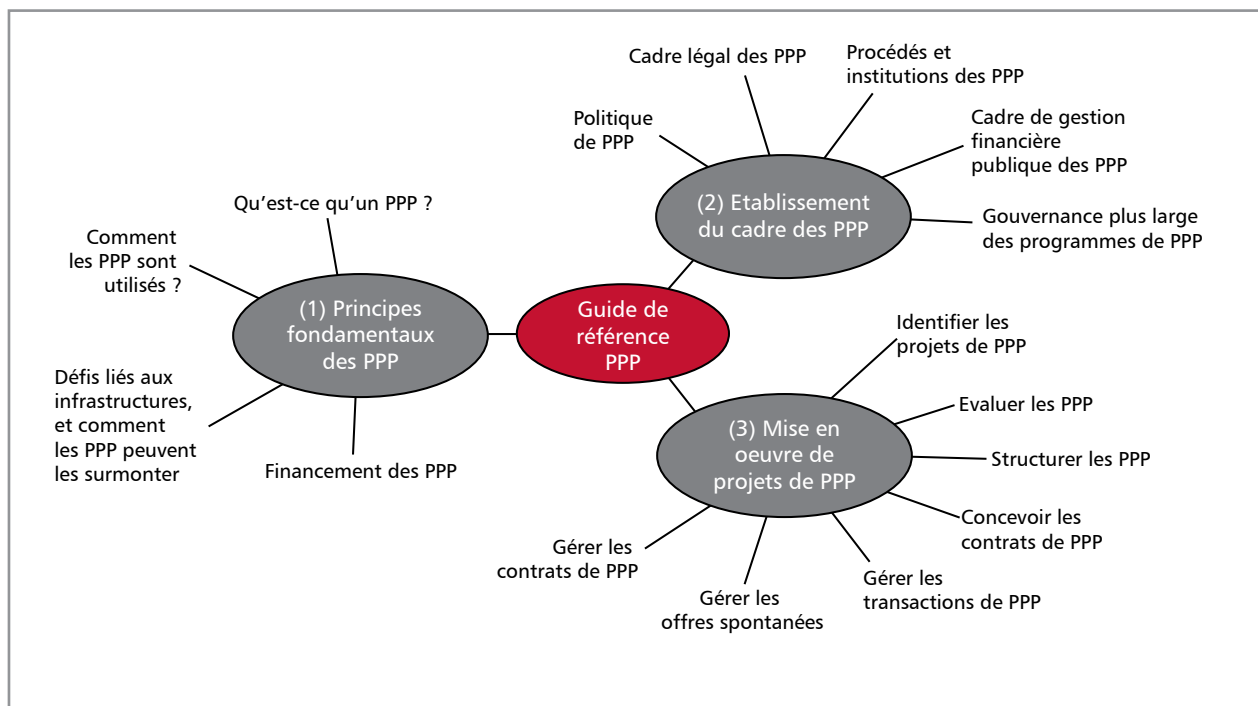 Guide de
référence
PPP
(1) Principes
fondamentaux
des PPP
Qu'est-ce qu'un PPP ?
Comment
les PPP sont
utilisés ?
Défis liés aux
infrastructures,
et comment
les PPP peuvent
les surmonter
Financement des PPP
(2) Etablissement
du cadre des PPP
Politique
de PPP
Cadre légal des PPP
Procédés et
institutions des PPP
Cadre de gestion
financière
publique des PPP
Gouvernance plus large
des programmes de PPP
(3) Mise en
oeuvre de
projets de PPP
Identifier les
projets de PPP
Evaluer les PPP
Structurer les PPP
Concevoir les
contrats de PPP
Gérer les
transactions de PPP
Gérer les
offres spontanées
Gérer les
contrats de PPP